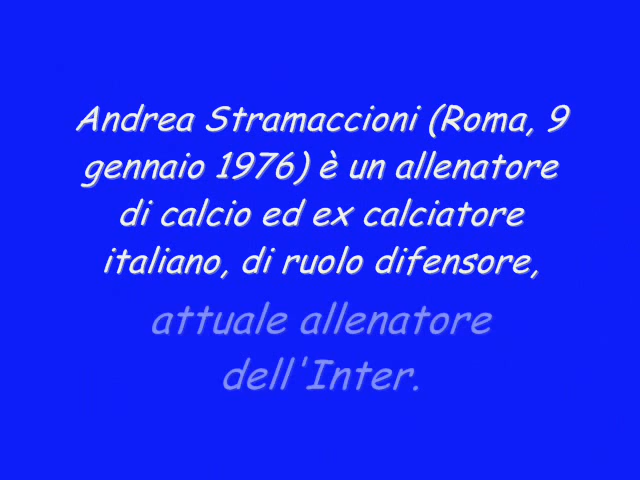 Andrea Stramaccioni (Roma, 9
gennaio 1976) è un allenatore
di calcio ed ex calciatore
italiano, di ruolo difensore,
attuale allenatore
dell'Inter.